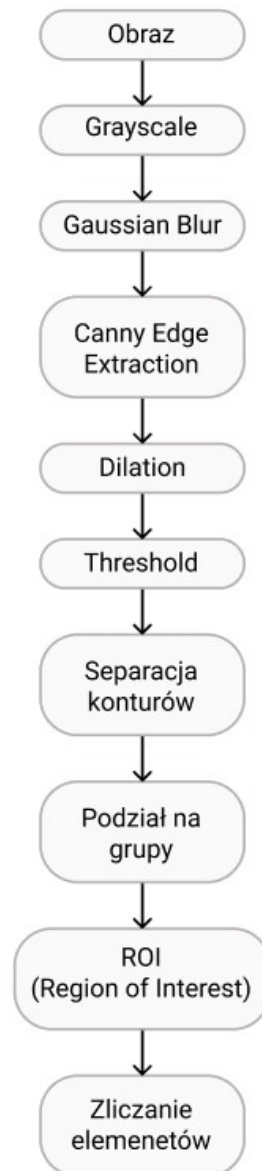 Obraz
Grayscale
Gaussian Blur
Canny Edge
Extraction
Dilation
Threshold
Separacja
konturów
Podział na
grupy
ROI
(Region of Interest)
Zliczanie
elemenetów